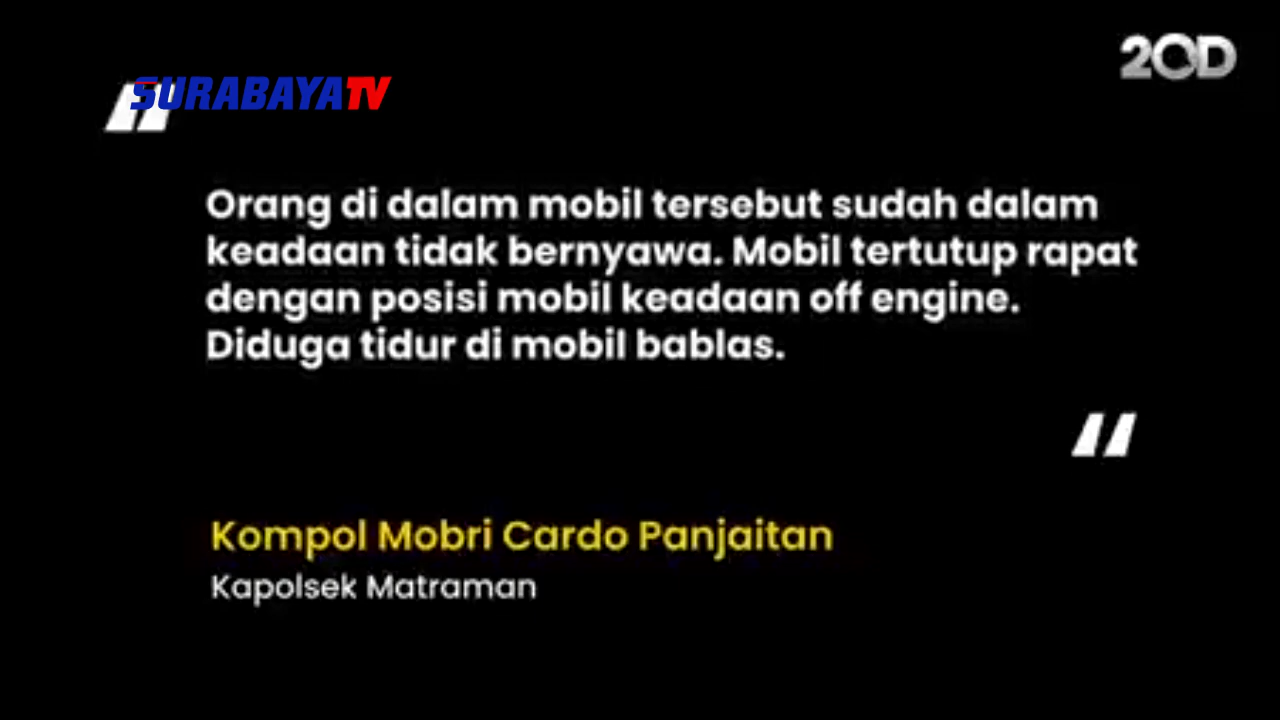 20D
SURABAYATV
"
Orang di dalam mobil tersebut sudah dalam
keadaan tidak bernyawa. Mobil tertutup rapat
dengan posisi mobil keadaan off engine.
Diduga tidur di mobil bablas.
"
Kompol Mobri Cardo Panjaitan
Kapolsek Matraman